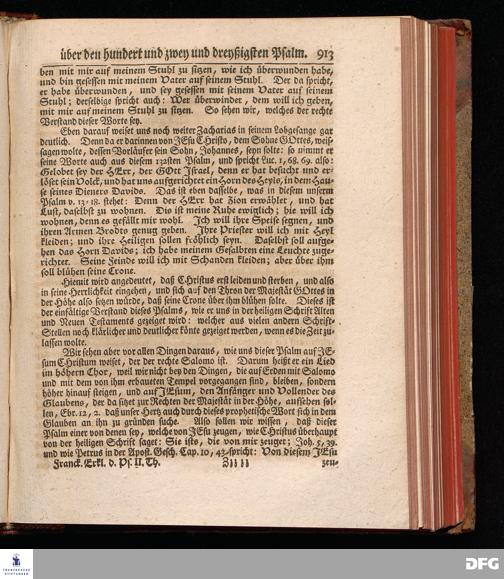 über den hundert und zwey und dreyßigsten Psalm. 913
ben mit mir auf meinem Stuhl zu sitzen, wie ich überwunden habe,
und bin gesessen mit meinem Vater auf seinem Stuhl. Der da spricht,
er habe überwunden, und sey gesessen mit seinem Vater auf seinem
Stuhl; derselbige spricht auch: Wer überwindet, dem will ich geben,
mit mir auf meinem Stuhl zu sitzen. So sehen wir, welches der rechte
Verstand dieser Worte sey.
Eben darauf weiset uns noch weiter Zacharias in seinem Lobgesange gar
deutlich. Denn da er darinnen von JEsu Christo, dem Sohne GOttes, weis-
sagen wolte, dessen Vorläufer sein Sohn, Johannes, seyn solte: so nimmt er
seine Worte auch aus diesem 132sten Psalm, und spricht Luc. 1, 68. 69. also:
Gelobet sey der HErr, der GOtt Israel, denn er hat besucht und er-
löset sein Volck, und hat uns aufgerichtet ein Horn des Heyls, in dem Hau-
se seines Dieners Davids. Das ist eben dasselbe, was in diesem unserm
Psalm v. 13-18. stehet: Denn der HErr hat Zion erwählet, und hat
Lust, daselbst zu wohnen. Dis ist meine Ruhe ewiglich; hie will ich
wohnen, denn es gefällt mir wohl. Ich will ihre Speise segnen, und
ihren Armen Brodts genug geben. Ihre Priester will ich mit Heyl
kleiden; und ihre Heiligen sollen frölich seyn. Daselbst soll aufge-
hen das Horn Davids; ich habe meinem Gesalbten eine Leuchte zuge-
richtet. Seine Feinde will ich mit Schanden kleiden; aber über ihm
soll blühen seine Crone.
Hiemit wird angedeutet, daß CHristus erst leiden und sterben, und also
in seine Herrlichkeit eingehen, und sich auf den Thron der Majestät GOttes in
der Höhe also setzen würde, daß seine Crone über ihm blühen solte. Dieses ist
der einfältige Verstand dieses Psalms, wie er uns in der heiligen Schrift Alten
und Neuen Testaments gezeiget wird: welcher aus vielen andern Schrift-
Stellen noch klärlicher und deutlicher könte gezeiget werden, wenn es die Zeit zu-
lassen wolte.
Wir sehen aber vor allen Dingen daraus, wie uns dieser Psalm auf JE-
sum CHristum weiset, der der rechte Salomo ist. Darum heißt er ein Lied
im höhern Chor, weil wir nicht bey den Dingen, die auf Erden mit Salomo
und mit dem von ihm erbaueten Tempel vorgegangen sind, bleiben, sondern
höher hinauf steigen, und auf JEsum, den Anfänger und Vollender des
Glaubens, der da sitzet zur Rechten der Majestät in der Höhe, aufsehen sol-
len, Ebr. 12, 2. daß unser Hertz auch durch dieses prophetische Wort sich in dem
Glauben an ihn zu gründen suche. Also sollen wir wissen, daß dieser
Psalm einer von denen sey, welche von JEsu zeugen, wie CHristus überhaupt
von der heiligen Schrift saget: Sie ists, die von mir zeuget; Joh. 5, 39.
und wie Petrus in der Apost. Gesch. Cap. 10, 43. spricht: Von diesem JEsu
Franck. Erkl. d. Ps. II. Th. Zzz zz zeu-
FRANCKESCHE
STIFTUNGEN
DFG